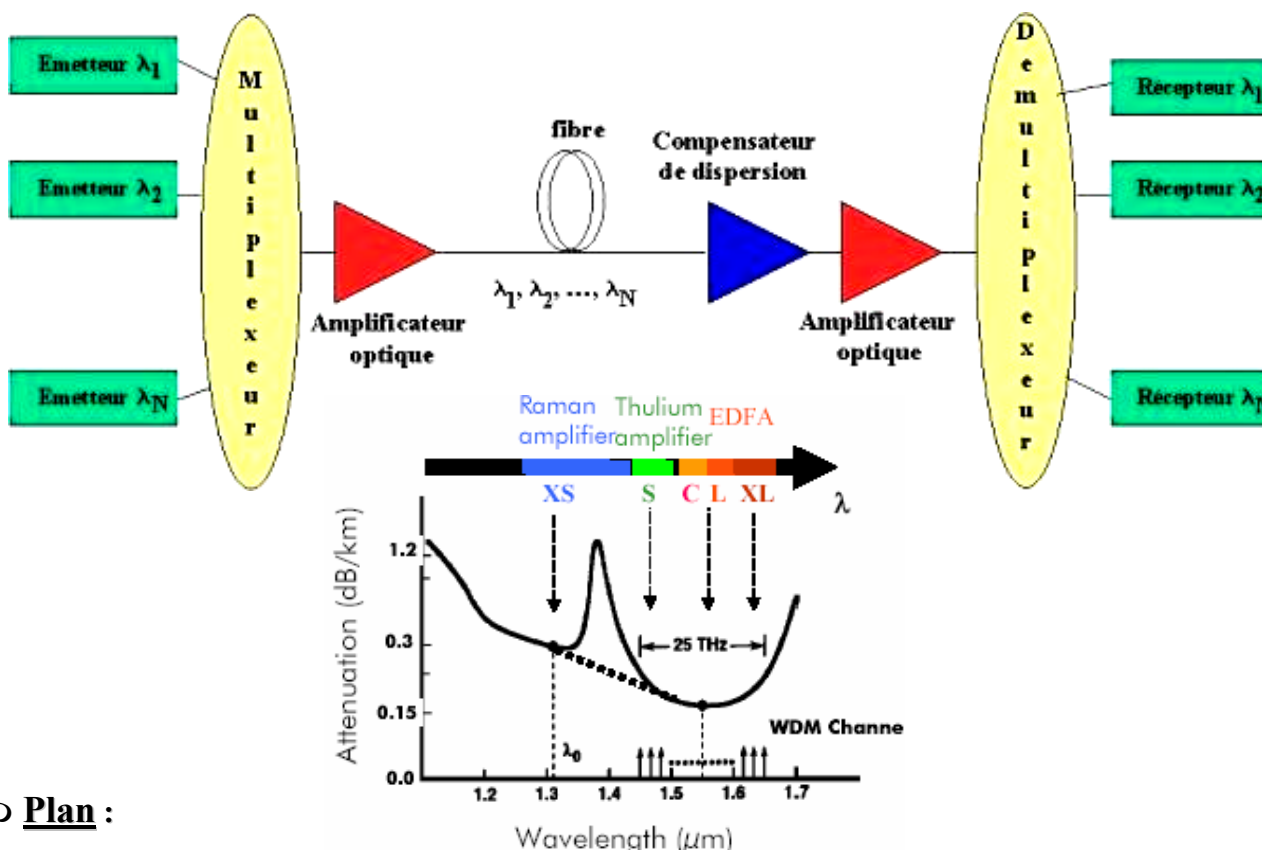 Emetteur λ1
Emetteur λ2
Emetteur λN
Multiplexeur
Amplificateur
optique
fibre
λ1, λ2, ..., λN
Compensateur
de dispersion
Amplificateur
optique
Demultiplexeur
Récepteur λ1
Récepteur λ2
Récepteur λN
Raman
amplifier
Thulium
amplifier
EDFA
XS
S
C
L
XL
λ
Attenuation (dB/km)
1.2
0.3
0.15
0.0
25 THz
WDM Channe
λ0
1.2
1.3
1.4
1.5
1.6
1.7
Wavelength (μm)
Plan :